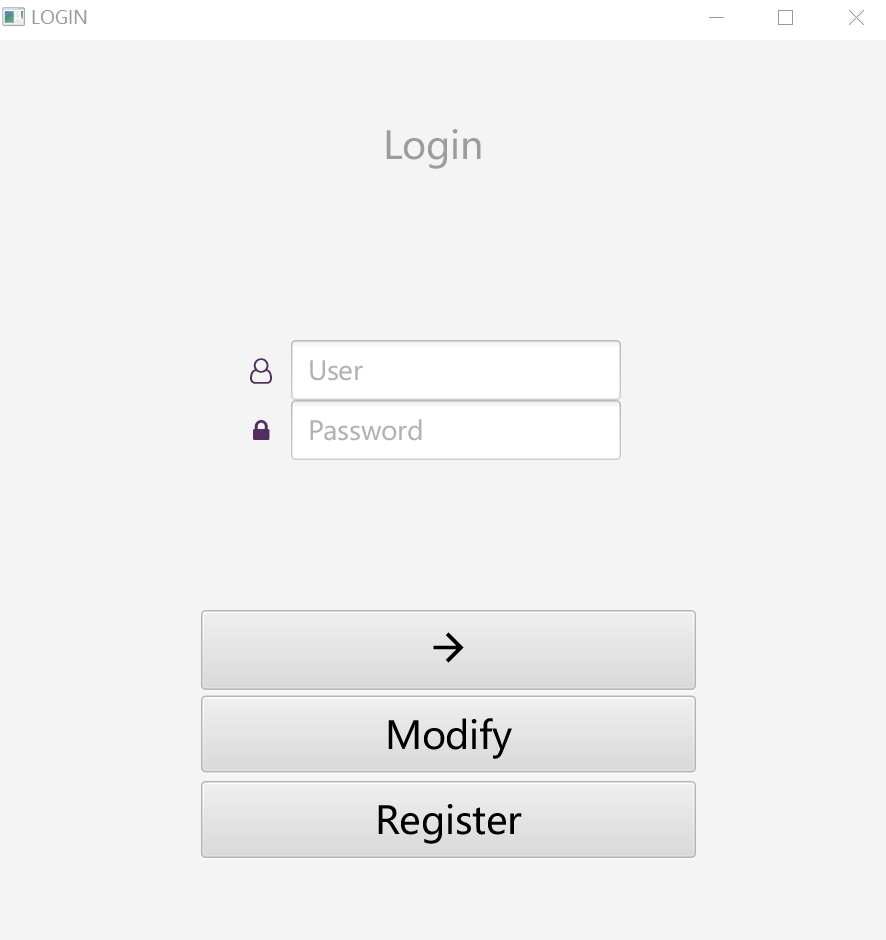 LOGIN
Login
User
Password
→
Modify
Register